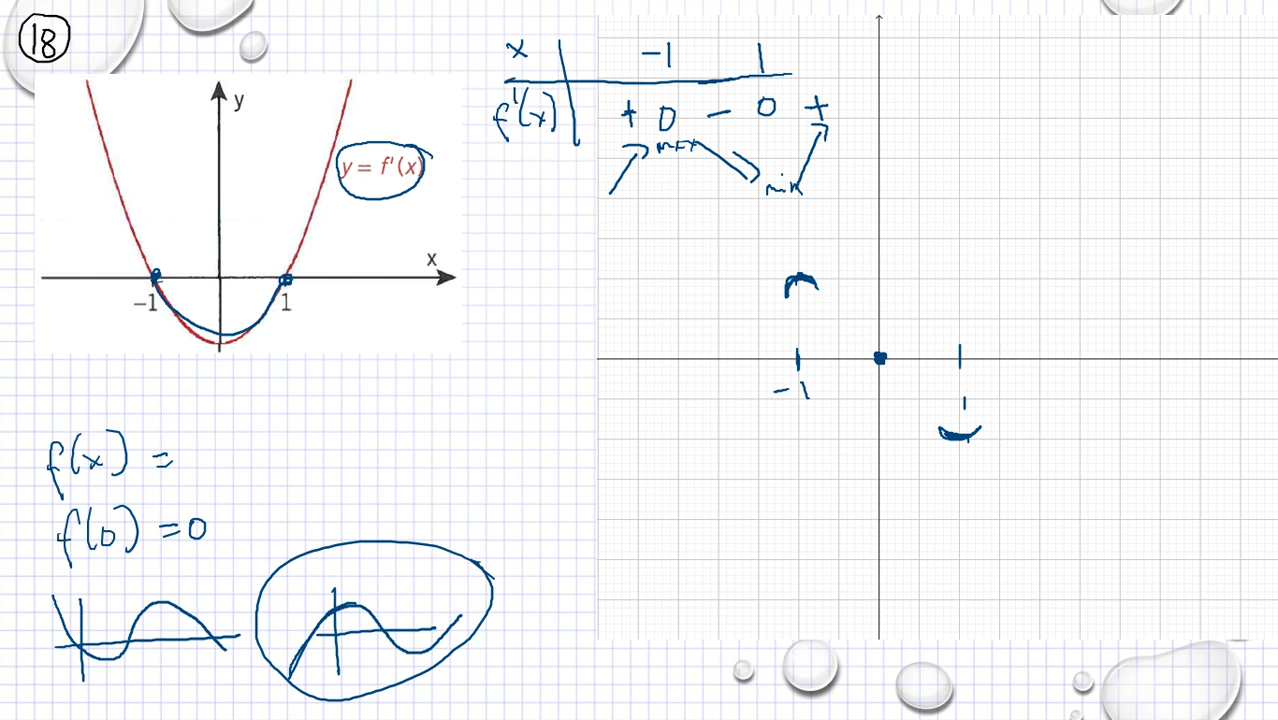 18
x -1 1
f'(x) + 0 - 0 +
max
min
y
y = f'(x)
x
-1 1
-1 1
f(x) =
f(0) = 0